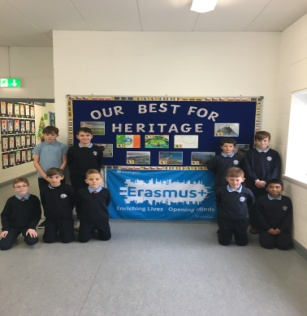 OUR BEST FOR
HERITAGE
Erasmus+
Enriching Lives Opening Minds